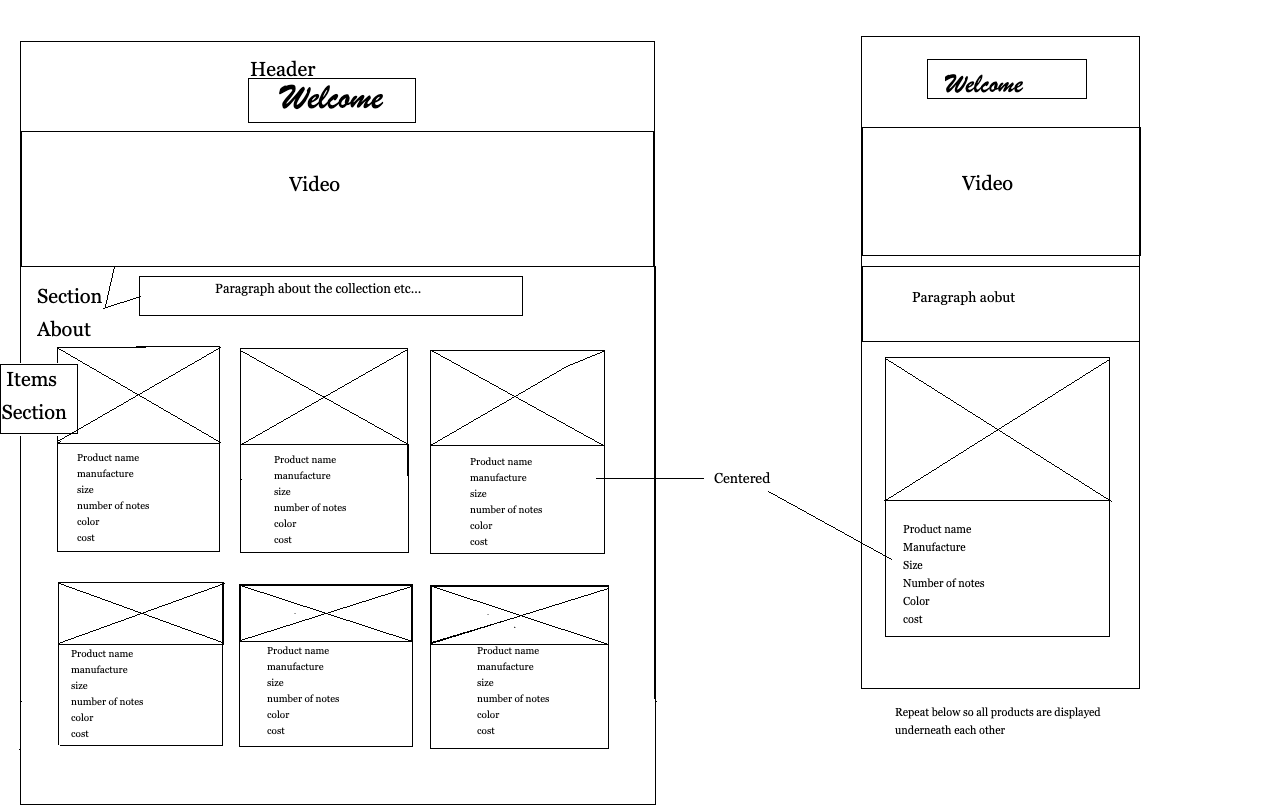 Header
Welcome
Video
Section
About
Paragraph about the collection etc...
Items
Section
Product name
manufacture
size
number of notes
color
cost
Product name
manufacture
size
number of notes
color
cost
Product name
manufacture
size
number of notes
color
cost
Product name
manufacture
size
number of notes
color
cost
Product name
manufacture
size
number of notes
color
cost
Product name
manufacture
size
number of notes
color
cost
Centered
Welcome
Video
Paragraph aobut
Product name
Manufacture
Size
Number of notes
Color
cost
Repeat below so all products are displayed
underneath each other